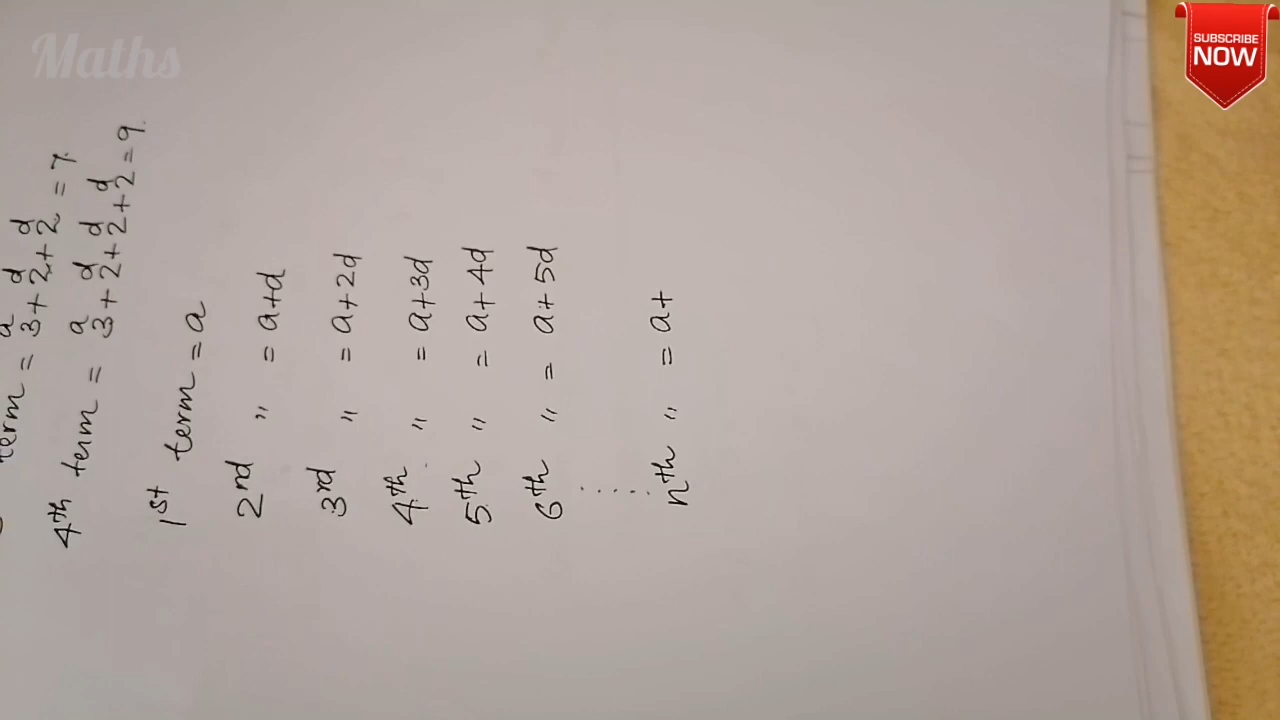 Maths
SUBSCRIBE
NOW
term = 3+2+2 = 7.
a d d
4th term = 3+2+2+2 = 9.
a d d d
1st term = a
2nd " = a+d
3rd " = a+2d
4th " = a+3d
5th " = a+4d
6th " = a+5d
nth " = a+